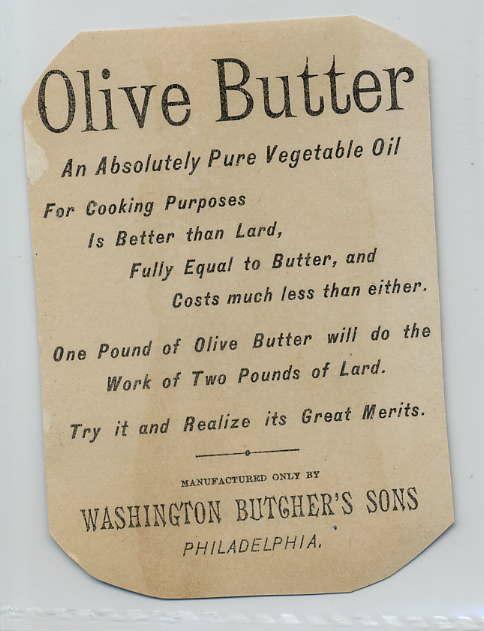 Olive Butter
An Absolutely Pure Vegetable Oil
For Cooking Purposes
Is Better than Lard,
Fully Equal to Butter, and
Costs much less than either.
One Pound of Olive Butter will do the
Work of Two Pounds of Lard.
Try it and Realize its Great Merits.
MANUFACTURED ONLY BY
WASHINGTON BUTCHER'S SONS
PHILADELPHIA.